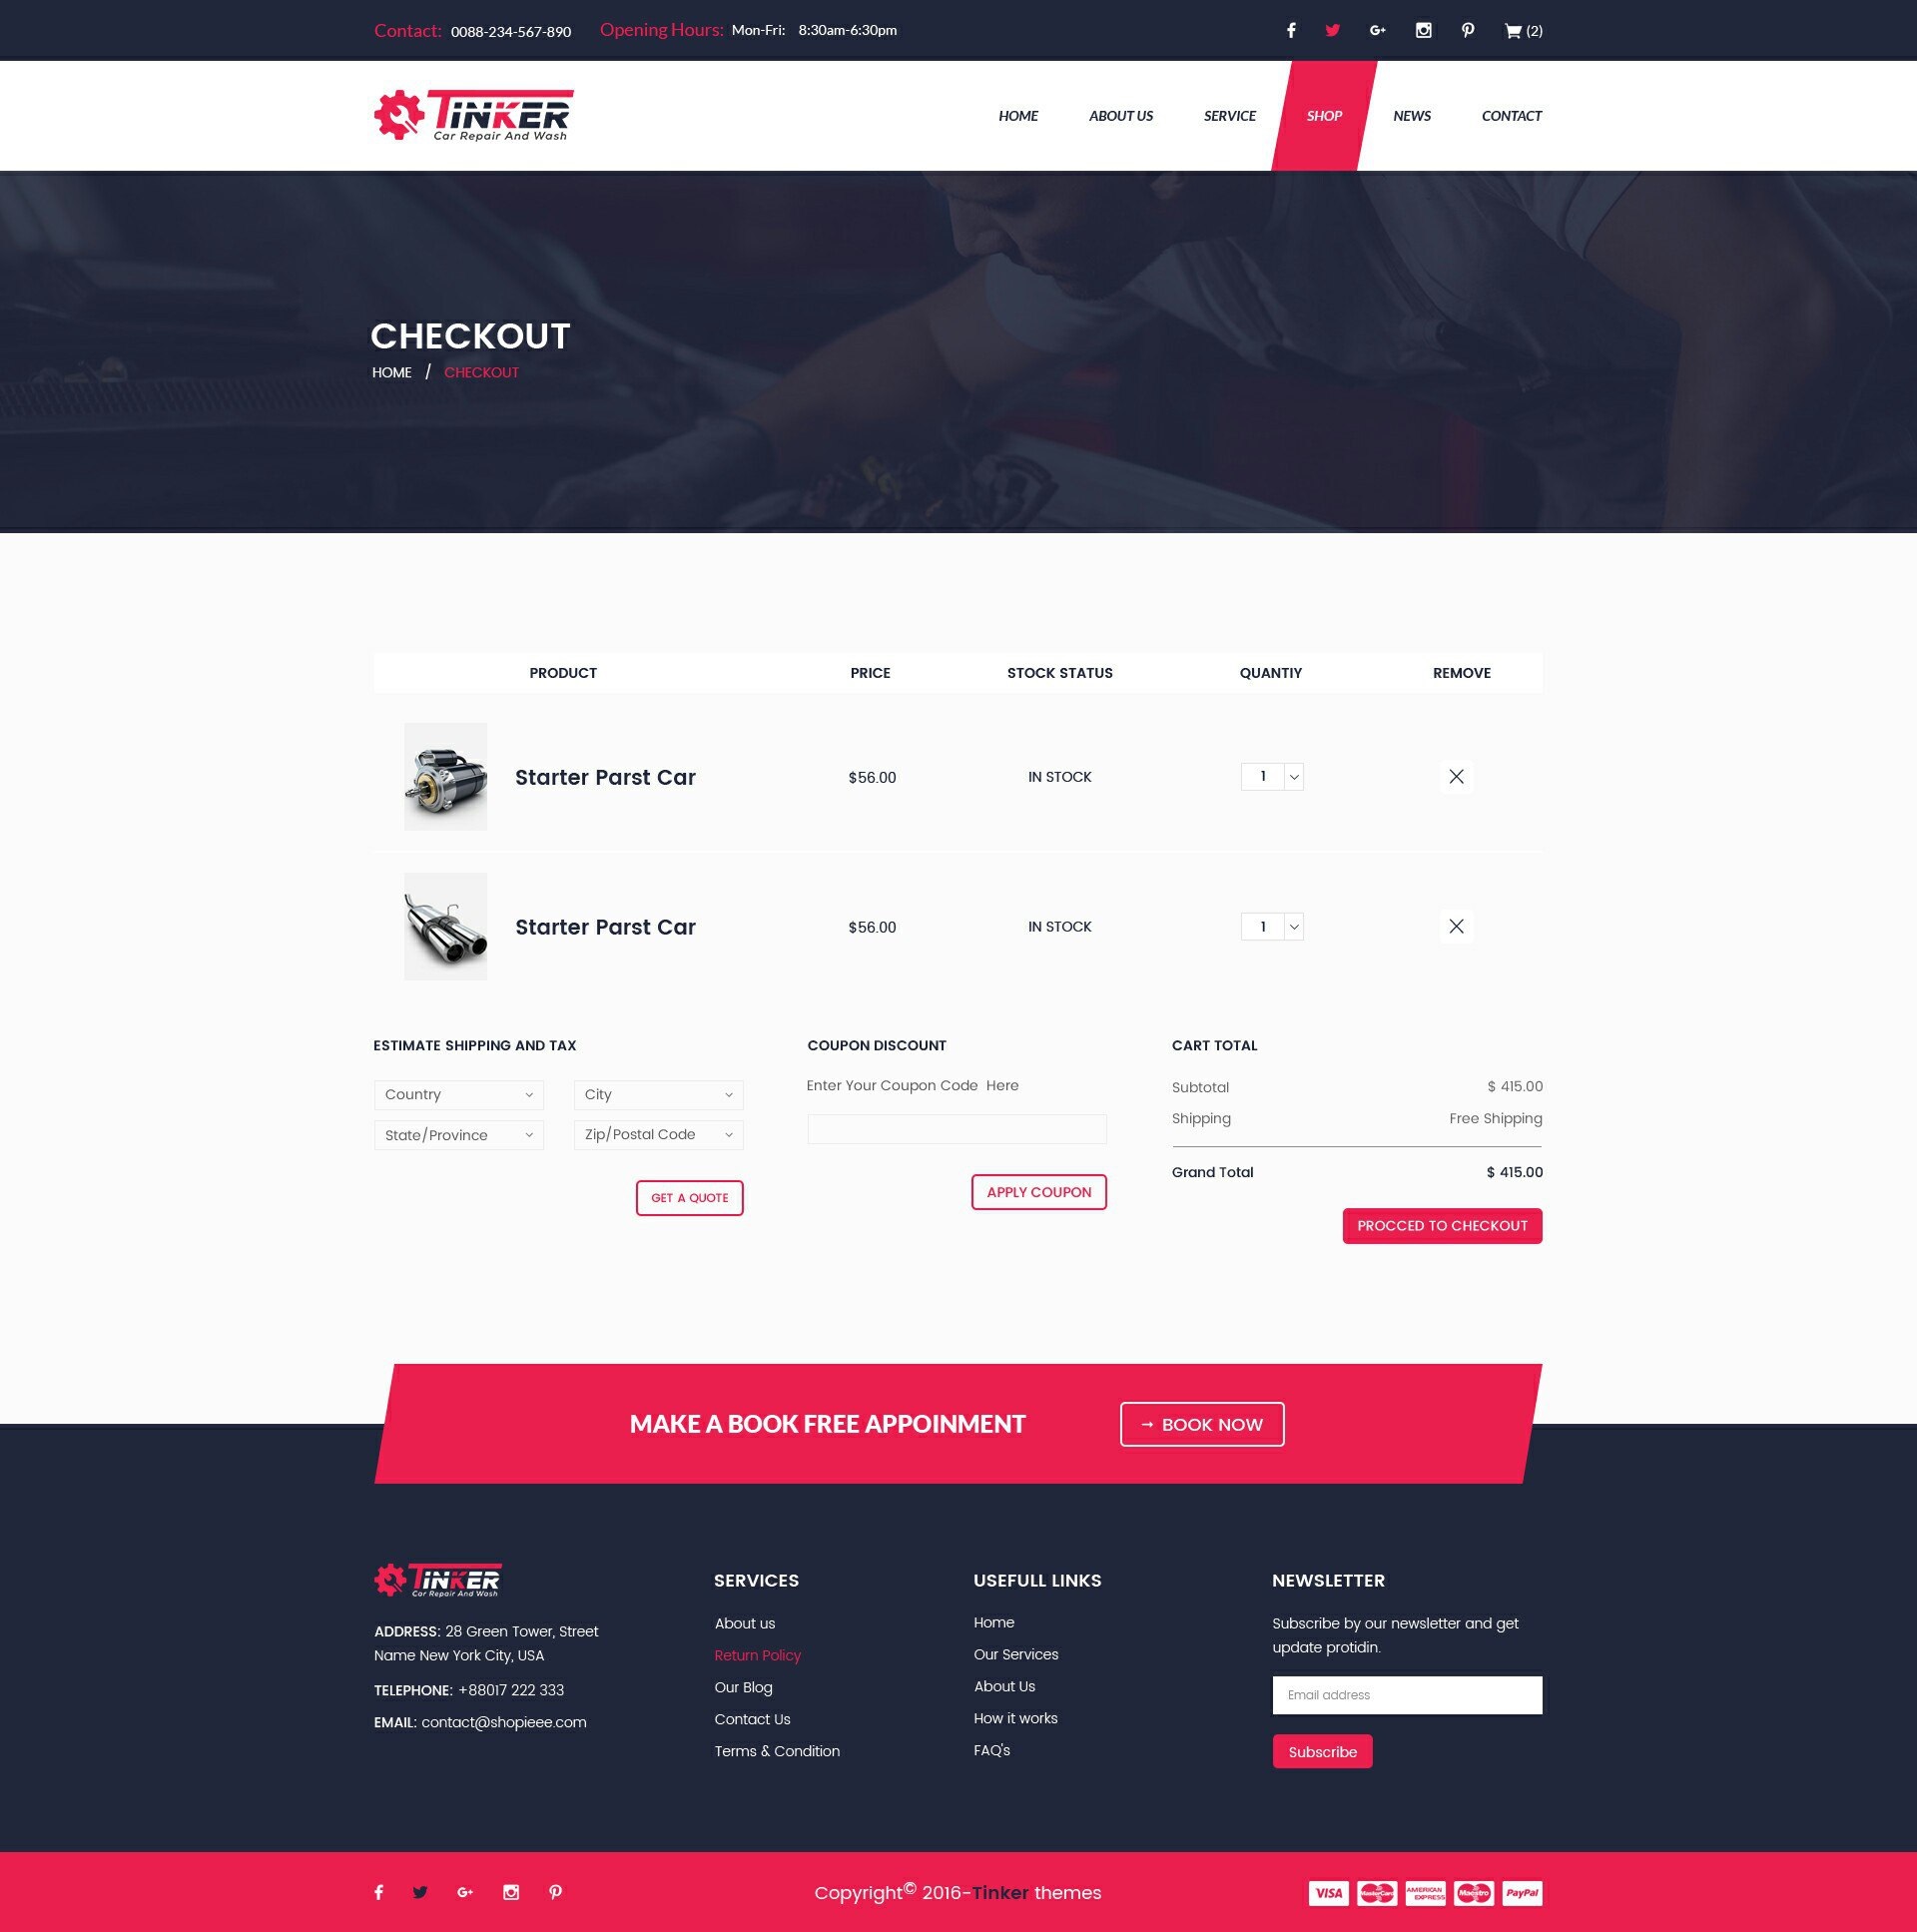 Contact: 0088-234-567-890 Opening Hours: Mon-Fri: 8:30am-6:30pm (2)
TINKER
Car Repair And Wash
HOME ABOUT US SERVICE SHOP NEWS CONTACT
CHECKOUT
HOME / CHECKOUT
PRODUCT PRICE STOCK STATUS QUANTIY REMOVE
Starter Parst Car $56.00 IN STOCK 1
Starter Parst Car $56.00 IN STOCK 1
ESTIMATE SHIPPING AND TAX
Country City
State/Province Zip/Postal Code
GET A QUOTE
COUPON DISCOUNT
Enter Your Coupon Code Here
APPLY COUPON
CART TOTAL
Subtotal $ 415.00
Shipping Free Shipping
Grand Total $ 415.00
PROCCED TO CHECKOUT
MAKE A BOOK FREE APPOINMENT → BOOK NOW
TINKER
Car Repair And Wash
ADDRESS: 28 Green Tower, Street
Name New York City, USA
TELEPHONE: +88017 222 333
EMAIL: contact@shopieee.com
SERVICES
About us
Return Policy
Our Blog
Contact Us
Terms & Condition
USEFULL LINKS
Home
Our Services
About Us
How it works
FAQ's
NEWSLETTER
Subscribe by our newsletter and get
update protidin.
Email address
Subscribe
Copyright© 2016-Tinker themes
VISA MasterCard AMERICAN EXPRESS Maestro PayPal